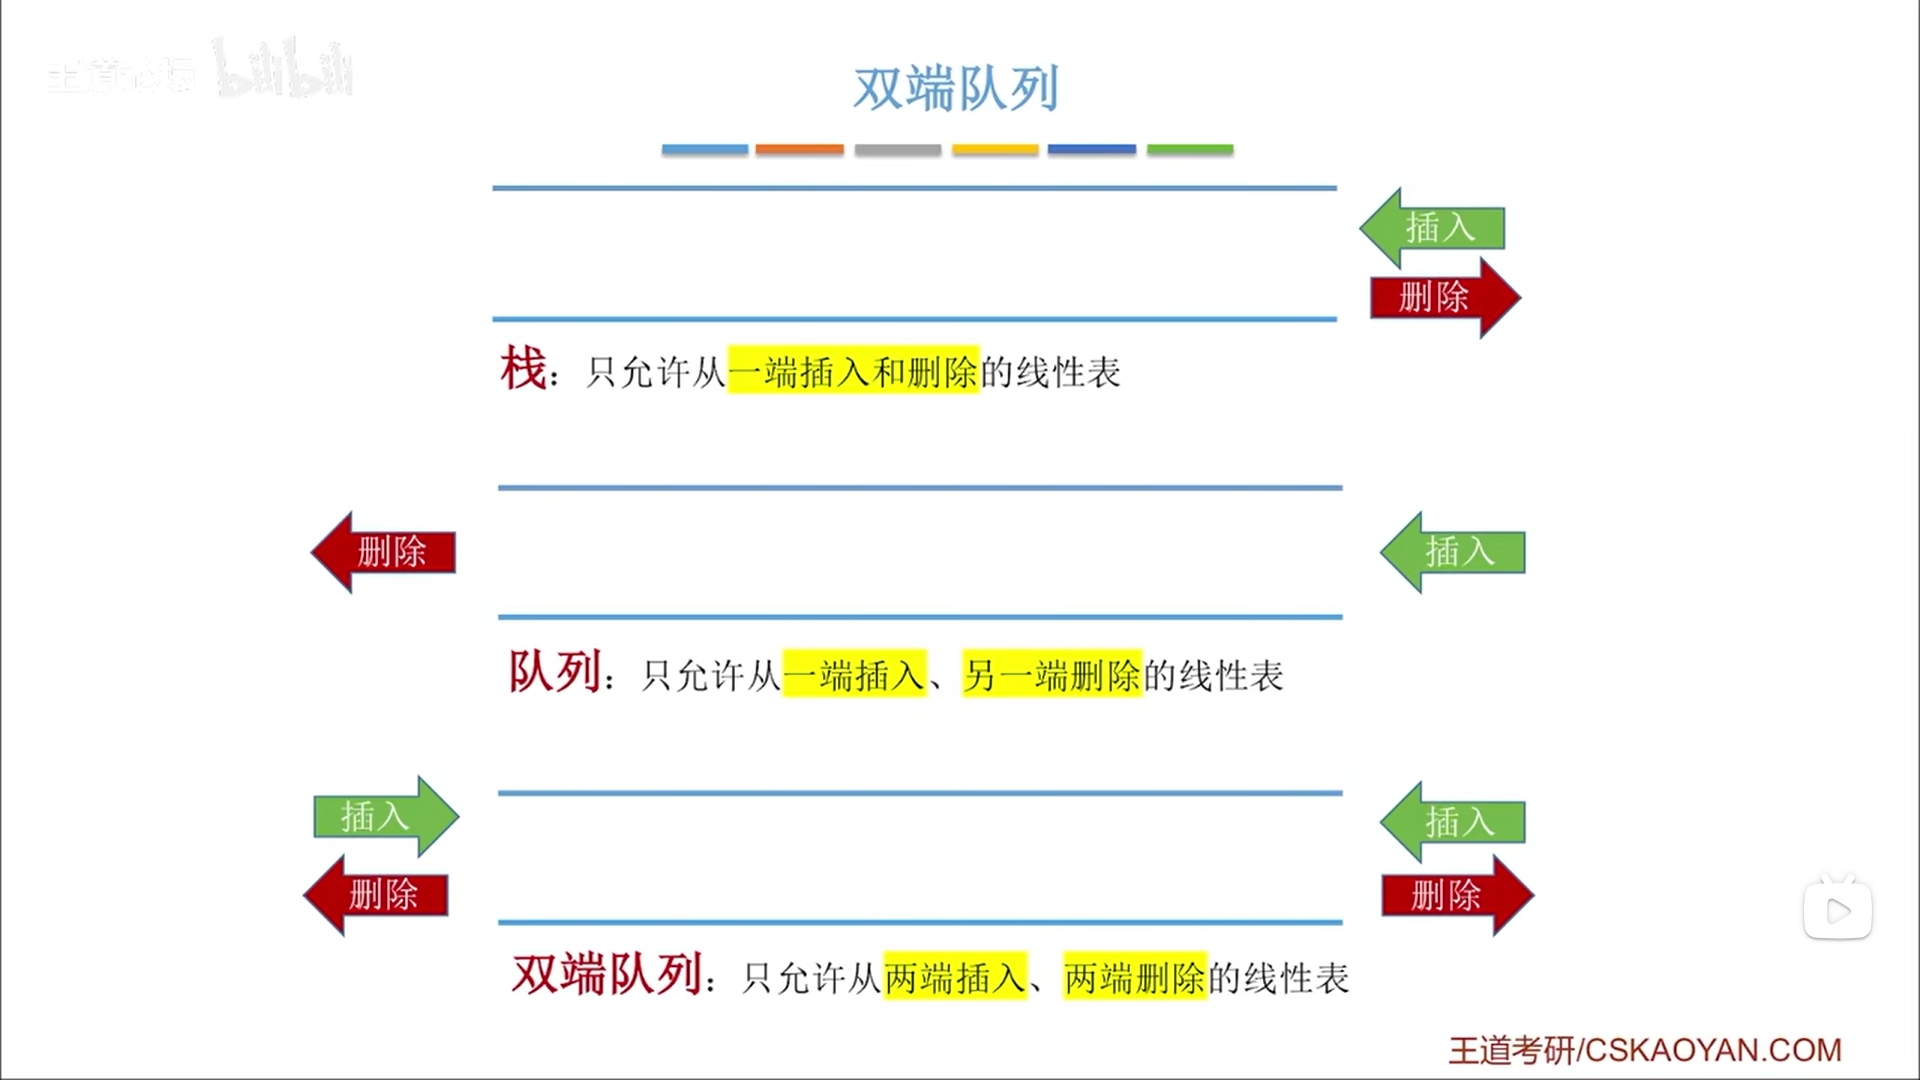 王道论坛 bilibili
双端队列
插入
删除
栈：只允许从一端插入和删除的线性表
删除
插入
队列：只允许从一端插入、另一端删除的线性表
插入
插入
删除
删除
双端队列：只允许从两端插入、两端删除的线性表
王道考研/CSKAOYAN.COM